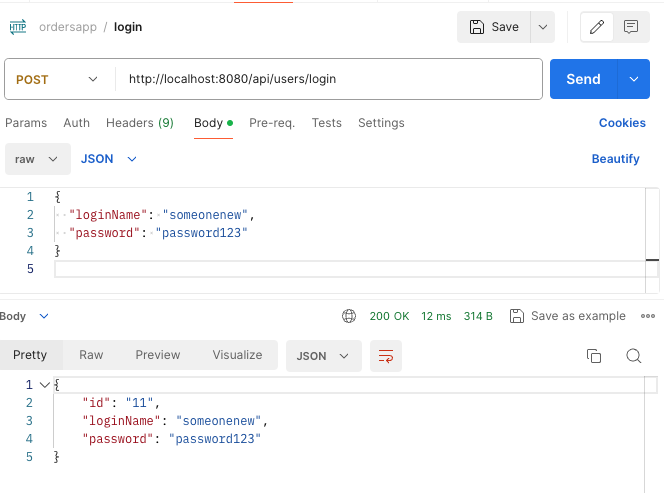 HTTP ordersapp / login Save
POST http://localhost:8080/api/users/login Send
Params Auth Headers (9) Body Pre-req. Tests Settings Cookies
raw JSON Beautify
1 {
2 "loginName": "someonenew",
3 "password": "password123"
4 }
5
Body 200 OK 12 ms 314 B Save as example
Pretty Raw Preview Visualize JSON
1 {
2 "id": "11",
3 "loginName": "someonenew",
4 "password": "password123"
5 }